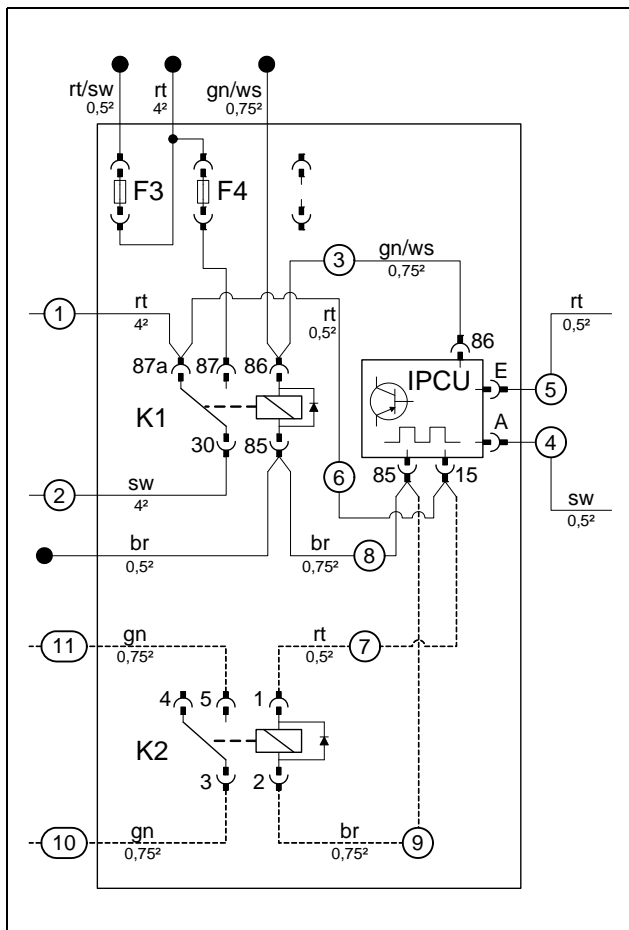 rt/sw
0,5²
rt
4²
gn/ws
0,75²
F3
F4
3
gn/ws
0,75²
1
rt
4²
rt
0,5²
rt
0,5²
87a
87
86
86
IPCU
E
5
K1
A
4
30
85
85
15
6
2
sw
4²
sw
0,5²
br
0,5²
br
0,75²
8
11
gn
0,75²
rt
0,5²
7
4
5
1
K2
3
2
10
gn
0,75²
br
0,75²
9